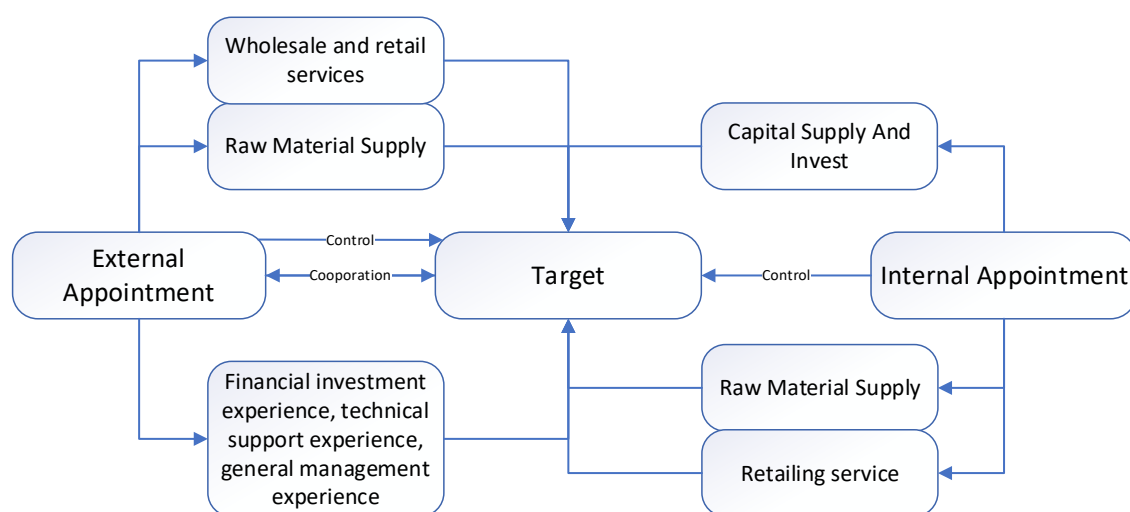 Wholesale and retail
services
Raw Material Supply
Capital Supply And
Invest
External
Appointment
Control
Cooporation
Target
Control
Internal Appointment
Financial investment
experience, technical
support experience,
general management
experience
Raw Material Supply
Retailing service